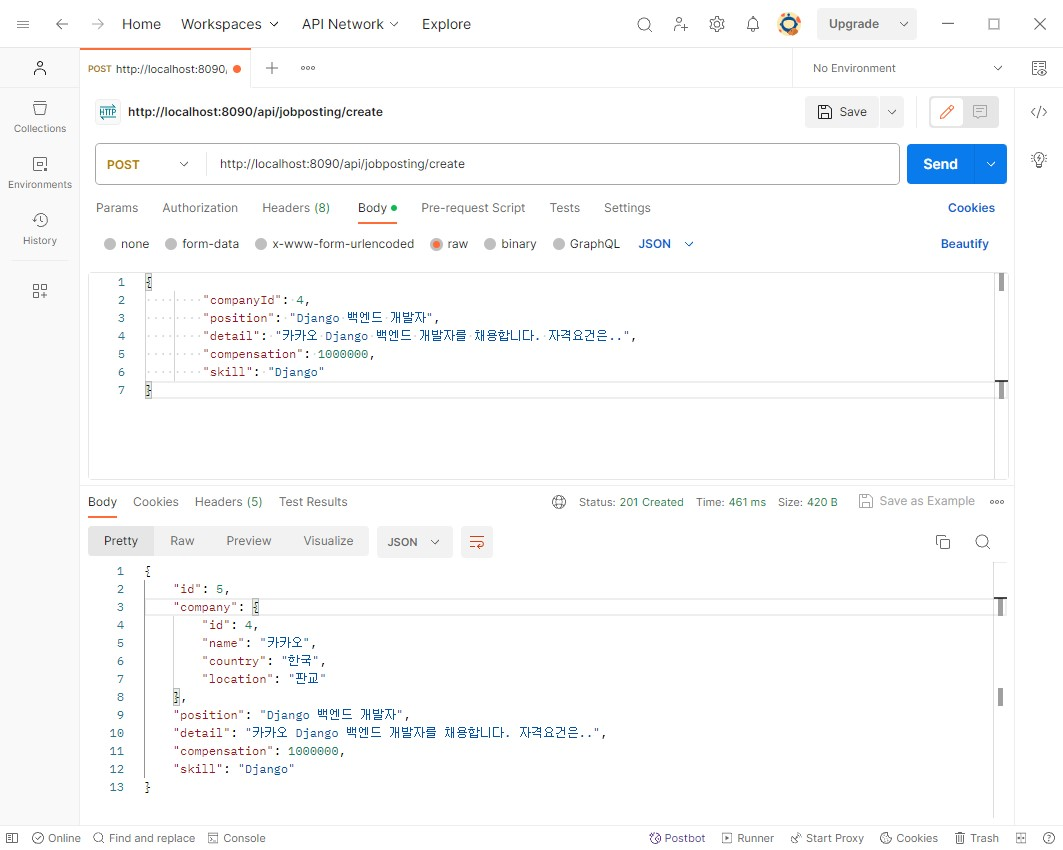 Home Workspaces API Network Explore Upgrade
POST http://localhost:8090, No Environment
HTTP http://localhost:8090/api/jobposting/create Save
Collections
Environments
History
POST http://localhost:8090/api/jobposting/create Send
Params Authorization Headers (8) Body Pre-request Script Tests Settings Cookies
none form-data x-www-form-urlencoded raw binary GraphQL JSON Beautify
1 {
2 "companyId": 4,
3 "position": "Django 백엔드 개발자",
4 "detail": "카카오 Django 백엔드 개발자를 채용합니다. 자격요건은..",
5 "compensation": 1000000,
6 "skill": "Django"
7 }
Body Cookies Headers (5) Test Results Status: 201 Created Time: 461 ms Size: 420 B Save as Example
Pretty Raw Preview Visualize JSON
1 {
2 "id": 5,
3 "company": {
4 "id": 4,
5 "name": "카카오",
6 "country": "한국",
7 "location": "판교"
8 },
9 "position": "Django 백엔드 개발자",
10 "detail": "카카오 Django 백엔드 개발자를 채용합니다. 자격요건은..",
11 "compensation": 1000000,
12 "skill": "Django"
13 }
Online Find and replace Console Postbot Runner Start Proxy Cookies Trash